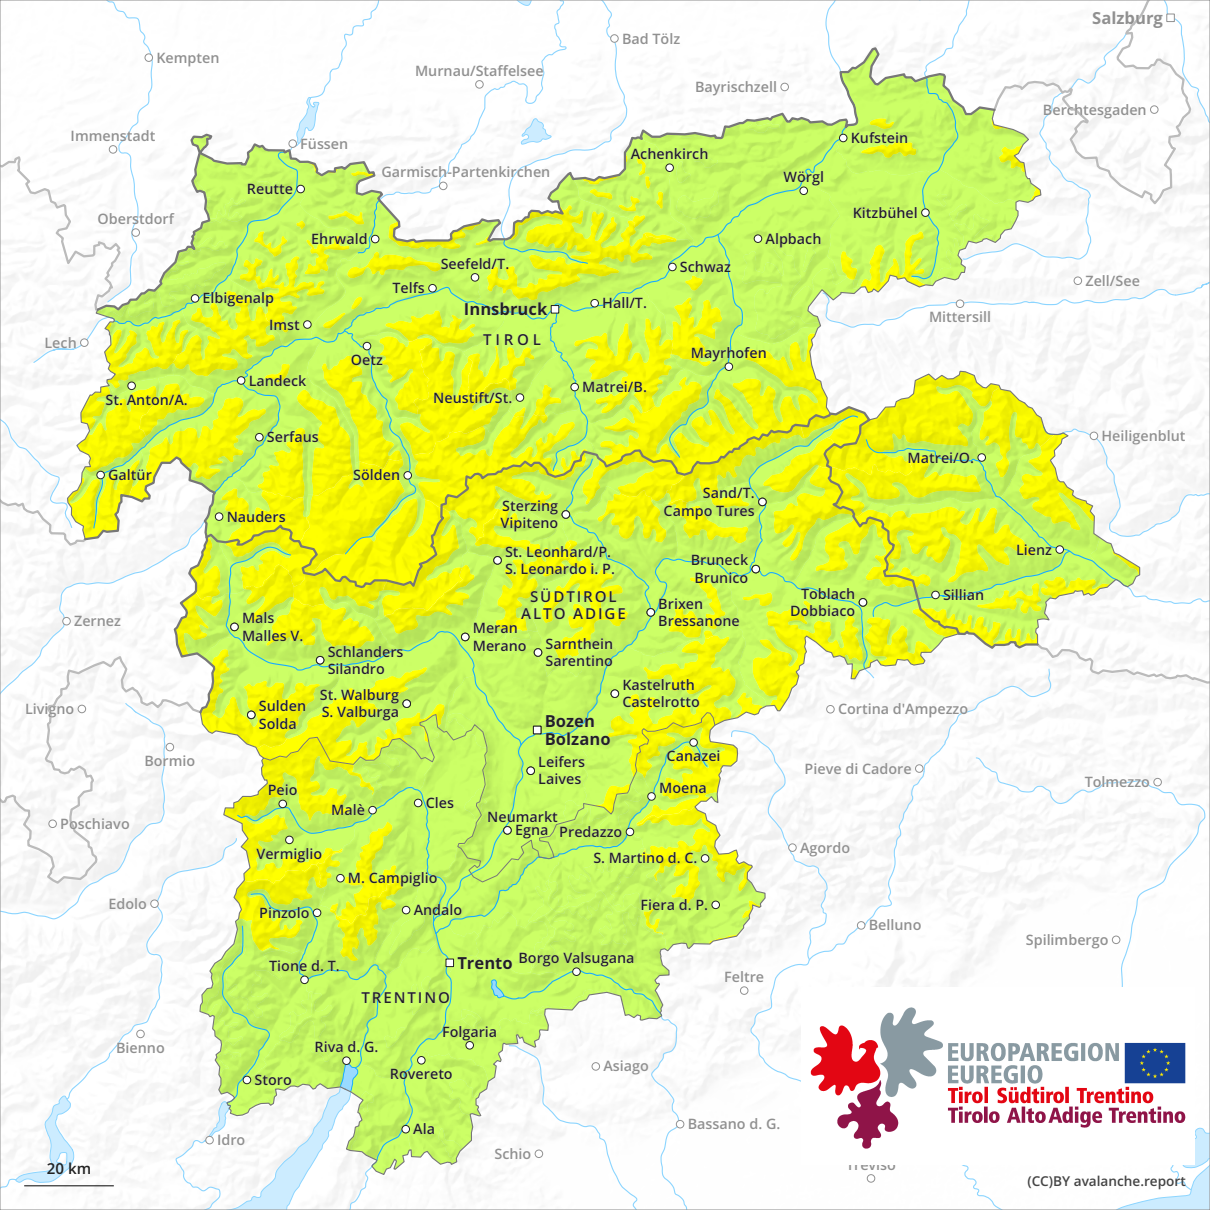 Salzburg
Bad Tölz
Kempten
Murnau/Staffelsee
Bayrischzell
Berchtesgaden
Immenstadt
Füssen
Kufstein
Achenkirch
Garmisch-Partenkirchen
Wörgl
Reutte
Oberstdorf
Kitzbühel
Ehrwald
Alpbach
Seefeld/T.
Schwaz
Zell/See
Telfs
Elbigenalp
Hall/T.
Innsbruck
Mittersill
Imst
TIROL
Lech
Oetz
Mayrhofen
Landeck
Matrei/B.
St. Anton/A.
Neustift/St.
Serfaus
Heiligenblut
Matrei/O.
Galtür
Sölden
Sand/T.
Campo Tures
Sterzing
Vipiteno
Nauders
St. Leonhard/P.
S. Leonardo i. P.
Lienz
Bruneck
Brunico
SÜDTIROL
ALTO ADIGE
Toblach
Dobbiaco
Sillian
Brixen
Bressanone
Zernez
Mals
Malles V.
Meran
Merano
Sarnthein
Sarentino
Schlanders
Silandro
Kastelruth
Castelrotto
St. Walburg
S. Valburga
Livigno
Sulden
Solda
Cortina d'Ampezzo
Bozen
Bolzano
Bormio
Canazei
Leifers
Laives
Pieve di Cadore
Tolmezzo
Peio
Moena
Malè
Cles
Poschiavo
Neumarkt
Egna
Predazzo
Vermiglio
Agordo
S. Martino d. C.
M. Campiglio
Edolo
Pinzolo
Andalo
Fiera d. P.
Belluno
Spilimbergo
Trento
Borgo Valsugana
Tione d. T.
Feltre
TRENTINO
Folgaria
Bienno
Riva d. G.
Rovereto
Asiago
Storo
EUROPAREGION
EUREGIO
Tirol Südtirol Trentino
Tirolo Alto Adige Trentino
Ala
Bassano d. G.
Idro
Schio
Treviso
20 km
(CC)BY avalanche.report